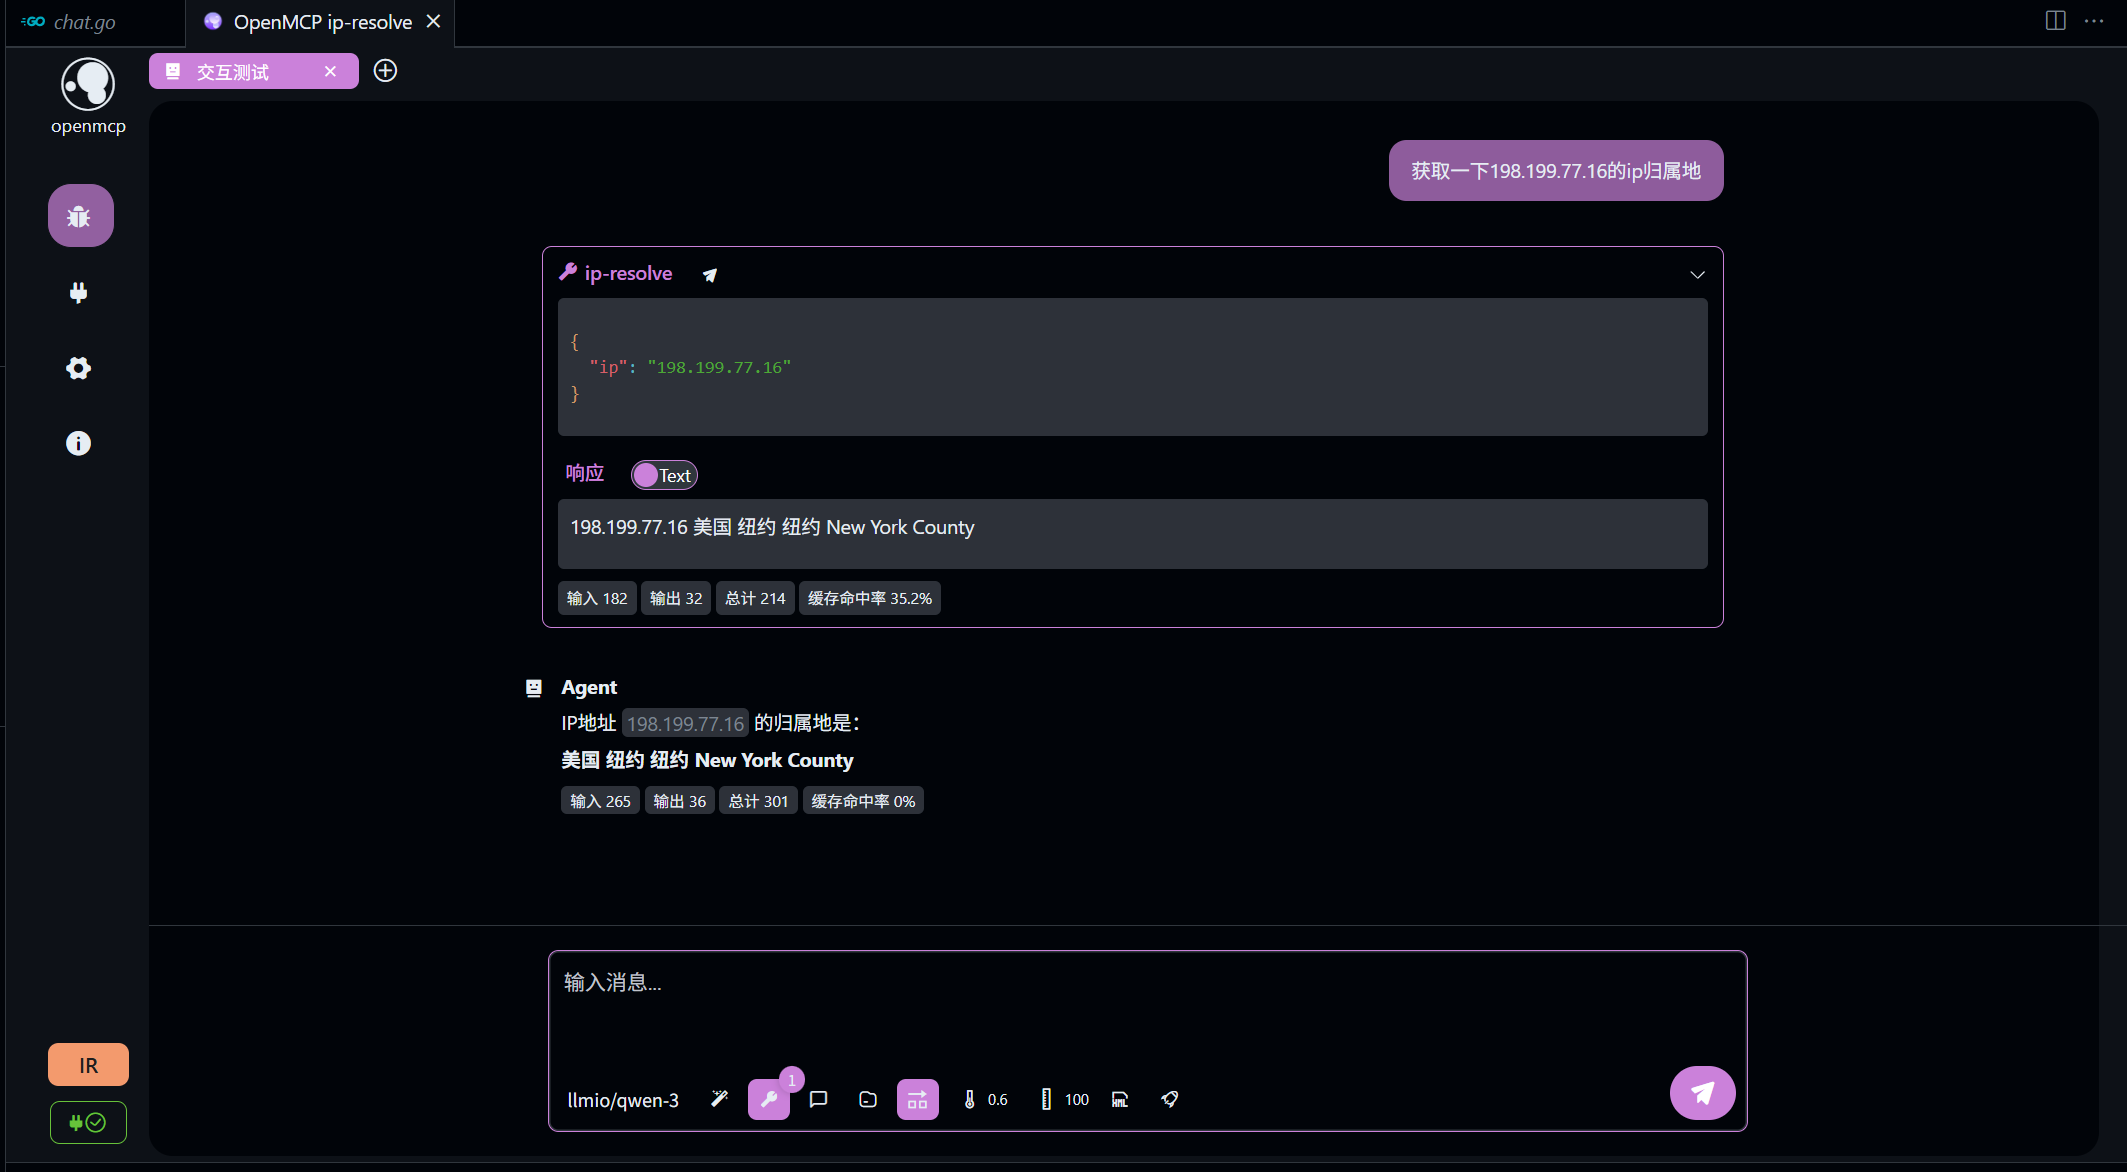 GO chat.go
OpenMCP ip-resolve
交互测试
openmcp
获取一下198.199.77.16的ip归属地
ip-resolve
{
"ip": "198.199.77.16"
}
响应 Text
198.199.77.16 美国 纽约 纽约 New York County
输入 182 输出 32 总计 214 缓存命中率 35.2%
Agent
IP地址 198.199.77.16 的归属地是：
美国 纽约 纽约 New York County
输入 265 输出 36 总计 301 缓存命中率 0%
输入消息...
IR
llmio/qwen-3 1 0.6 100 XML